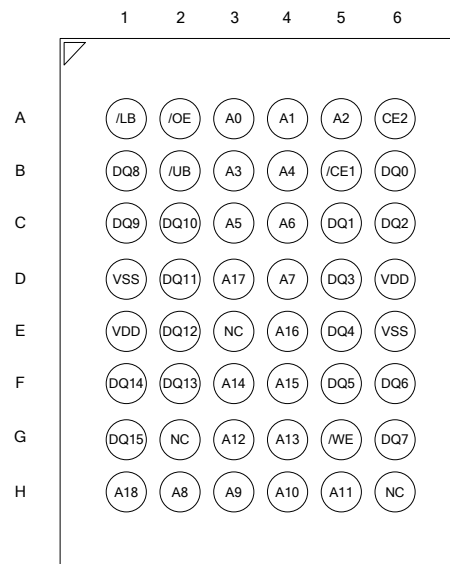 1 2 3 4 5 6
A /LB /OE A0 A1 A2 CE2
B DQ8 /UB A3 A4 /CE1 DQ0
C DQ9 DQ10 A5 A6 DQ1 DQ2
D VSS DQ11 A17 A7 DQ3 VDD
E VDD DQ12 NC A16 DQ4 VSS
F DQ14 DQ13 A14 A15 DQ5 DQ6
G DQ15 NC A12 A13 /WE DQ7
H A18 A8 A9 A10 A11 NC